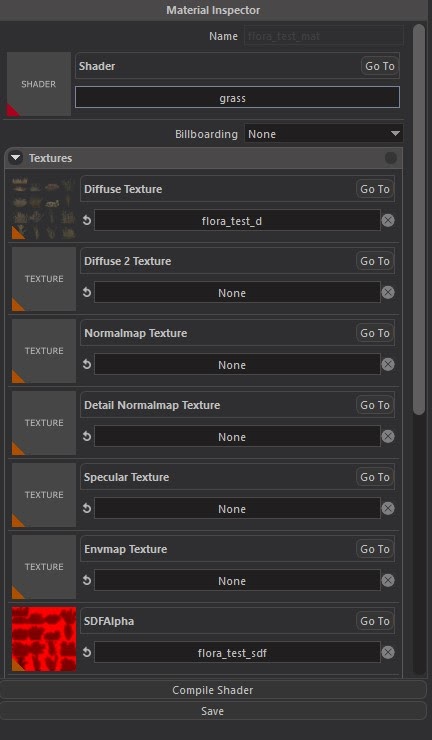 Material Inspector
Name flora_test_mat
SHADER
Shader Go To
grass
Billboarding None
Textures
Diffuse Texture Go To
flora_test_d
TEXTURE
Diffuse 2 Texture Go To
None
TEXTURE
Normalmap Texture Go To
None
TEXTURE
Detail Normalmap Texture Go To
None
TEXTURE
Specular Texture Go To
None
TEXTURE
Envmap Texture Go To
None
SDFAlpha Go To
flora_test_sdf
Compile Shader
Save